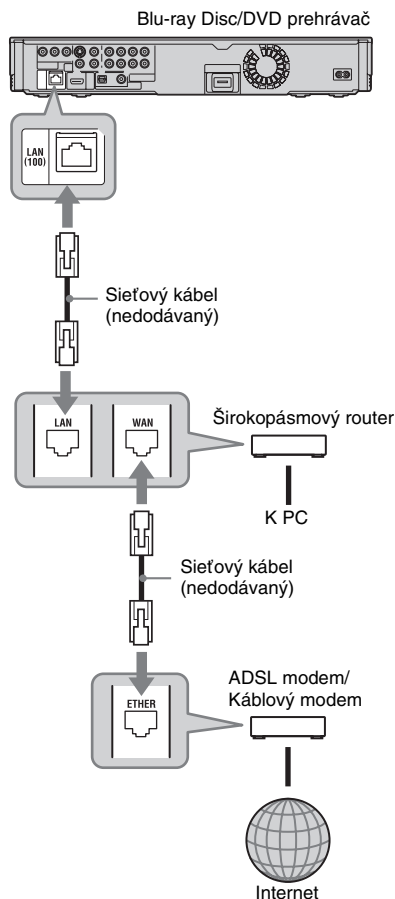 Blu-ray Disc/DVD prehrávač
LAN
(100)
Sieťový kábel
(nedodávaný)
LAN
WAN
Širokopásmový router
K PC
Sieťový kábel
(nedodávaný)
ETHER
ADSL modem/
Káblový modem
Internet